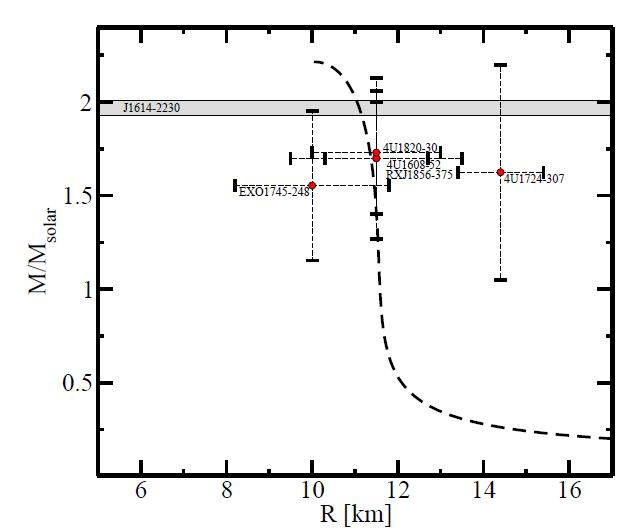 2
J1614-2230
4U1820-30
4U1608-52
RXJ1856-375
4U1724-307
EXO1745-248
1.5
M/M_solar
1
0.5
6 8 10 12 14 16
R [km]